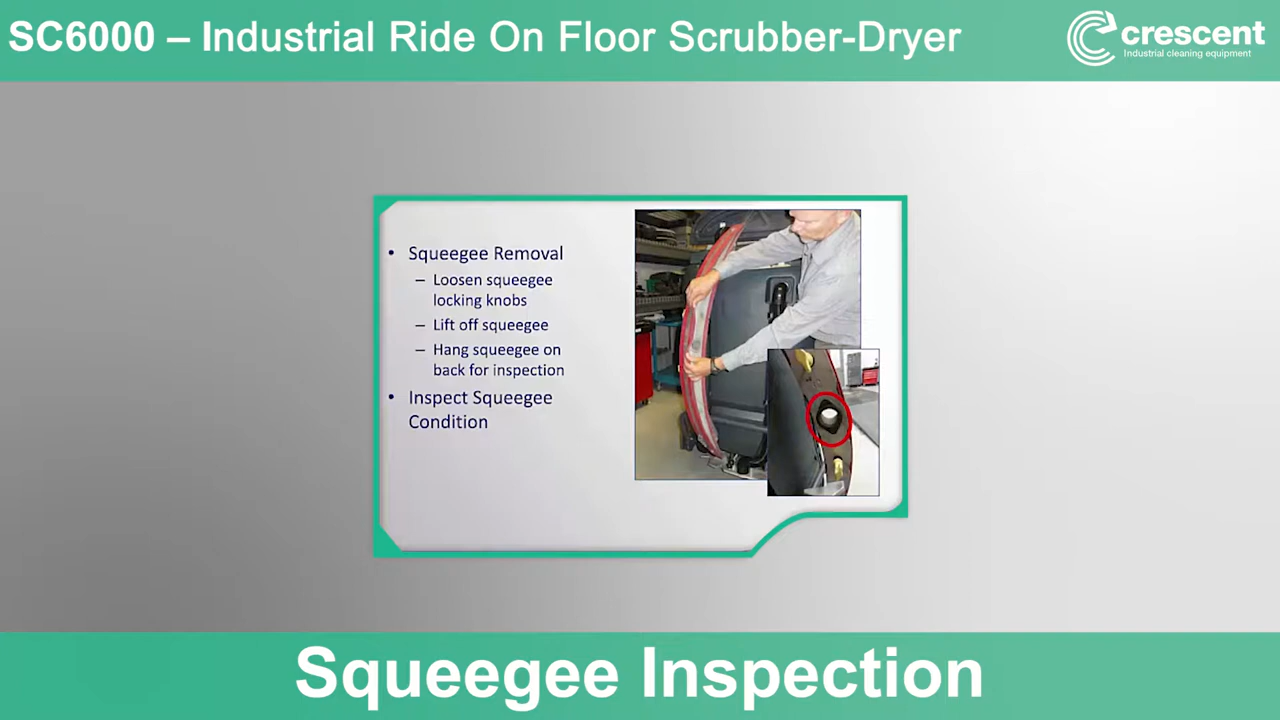 SC6000 – Industrial Ride On Floor Scrubber-Dryer
crescent
Industrial cleaning equipment
• Squeegee Removal
– Loosen squeegee
locking knobs
– Lift off squeegee
– Hang squeegee on
back for inspection
• Inspect Squeegee
Condition
Squeegee Inspection